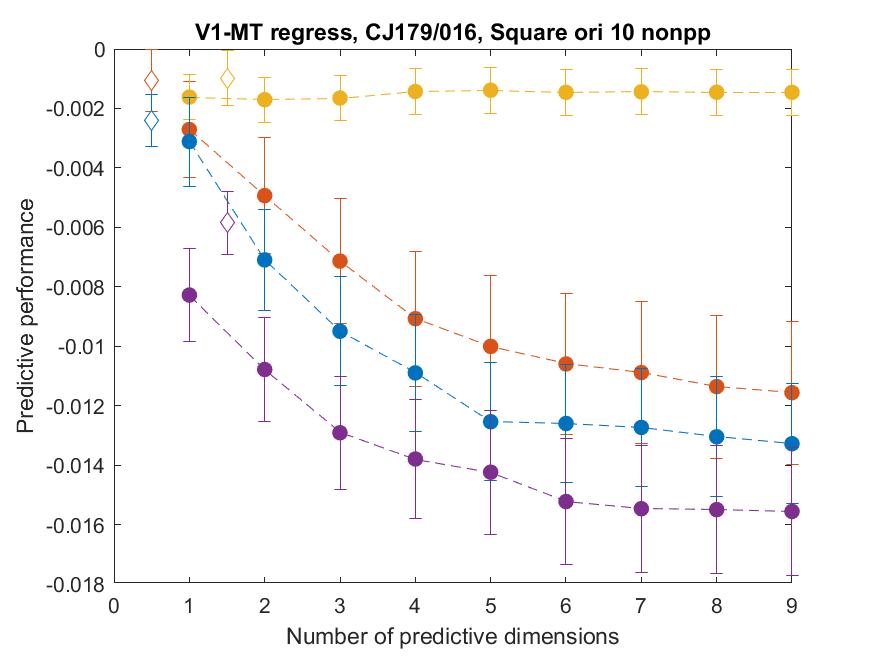 V1-MT regress, CJ179/016, Square ori 10 nonpp
Predictive performance
0
-0.002
-0.004
-0.006
-0.008
-0.01
-0.012
-0.014
-0.016
-0.018
0 1 2 3 4 5 6 7 8 9
Number of predictive dimensions